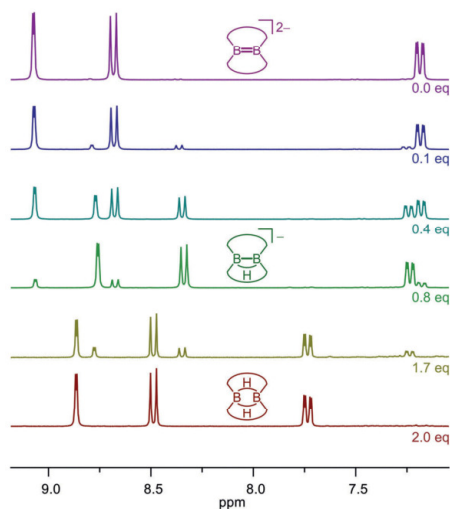 B=B
2–
0.0 eq
0.1 eq
0.4 eq
B–B
H
–
0.8 eq
1.7 eq
H
B B
H
2.0 eq
9.0 8.5 8.0 7.5
ppm